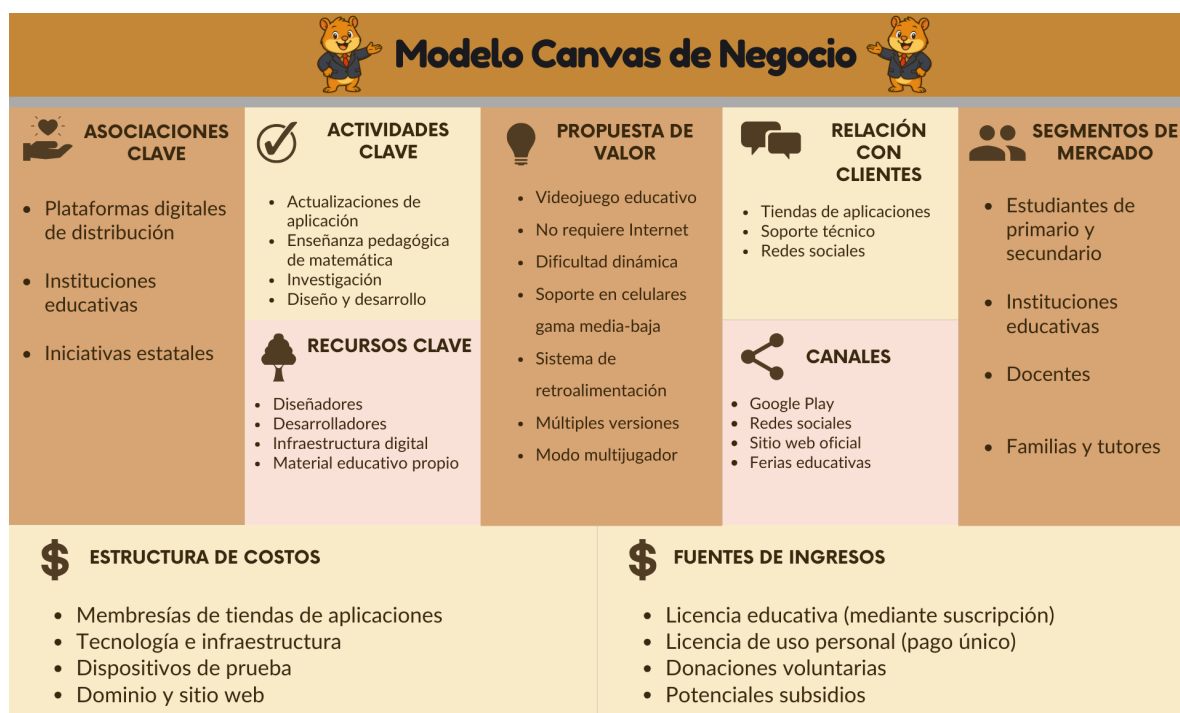 Modelo Canvas de Negocio
ASOCIACIONES
CLAVE
• Plataformas digitales
de distribución
• Instituciones
educativas
• Iniciativas estatales
ACTIVIDADES
CLAVE
• Actualizaciones de
aplicación
• Enseñanza pedagógica
de matemática
• Investigación
• Diseño y desarrollo
RECURSOS CLAVE
• Diseñadores
• Desarrolladores
• Infraestructura digital
• Material educativo propio
PROPUESTA DE
VALOR
• Videojuego educativo
• No requiere Internet
• Dificultad dinámica
• Soporte en celulares
gama media-baja
• Sistema de
retroalimentación
• Múltiples versiones
• Modo multijugador
RELACIÓN
CON
CLIENTES
• Tiendas de aplicaciones
• Soporte técnico
• Redes sociales
CANALES
• Google Play
• Redes sociales
• Sitio web oficial
• Ferias educativas
SEGMENTOS DE
MERCADO
• Estudiantes de
primario y
secundario
• Instituciones
educativas
• Docentes
• Familias y tutores
$ ESTRUCTURA DE COSTOS
• Membresías de tiendas de aplicaciones
• Tecnología e infraestructura
• Dispositivos de prueba
• Dominio y sitio web
$ FUENTES DE INGRESOS
• Licencia educativa (mediante suscripción)
• Licencia de uso personal (pago único)
• Donaciones voluntarias
• Potenciales subsidios